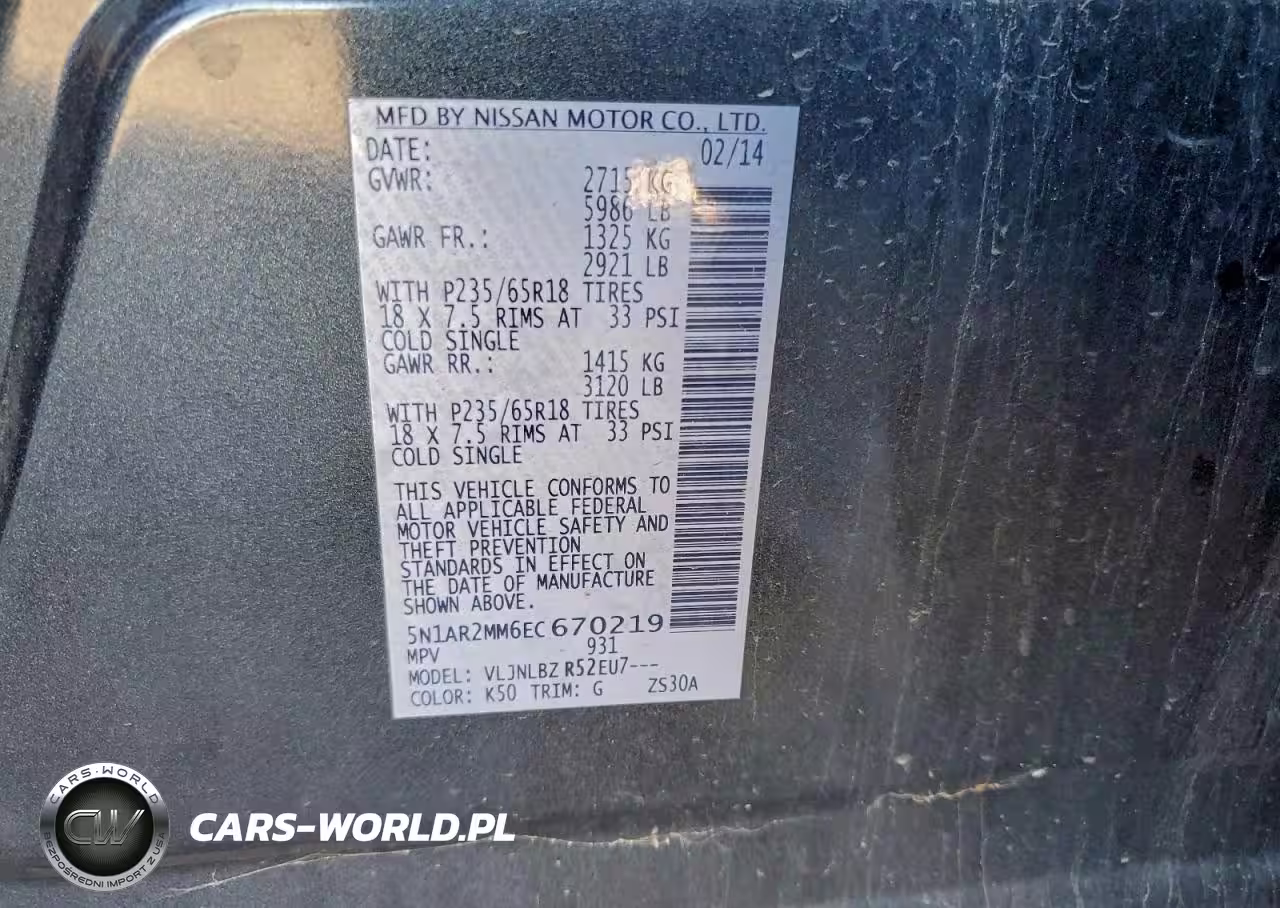 MFD BY NISSAN MOTOR CO., LTD.
DATE: 02/14
GVWR: 2715 KG
5986 LB
GAWR FR.: 1325 KG
2921 LB
WITH P235/65R18 TIRES
18 X 7.5 RIMS AT 33 PSI
COLD SINGLE
GAWR RR.: 1415 KG
3120 LB
WITH P235/65R18 TIRES
18 X 7.5 RIMS AT 33 PSI
COLD SINGLE
THIS VEHICLE CONFORMS TO
ALL APPLICABLE FEDERAL
MOTOR VEHICLE SAFETY AND
THEFT PREVENTION
STANDARDS IN EFFECT ON
THE DATE OF MANUFACTURE
SHOWN ABOVE.
5N1AR2MM6EC670219
MPV 931
MODEL: VLJNLBZ R52EU7---
COLOR: K50 TRIM: G ZS30A
CARS-WORLD
CW
BEZPOŚREDNI IMPORT Z USA
CARS-WORLD.PL